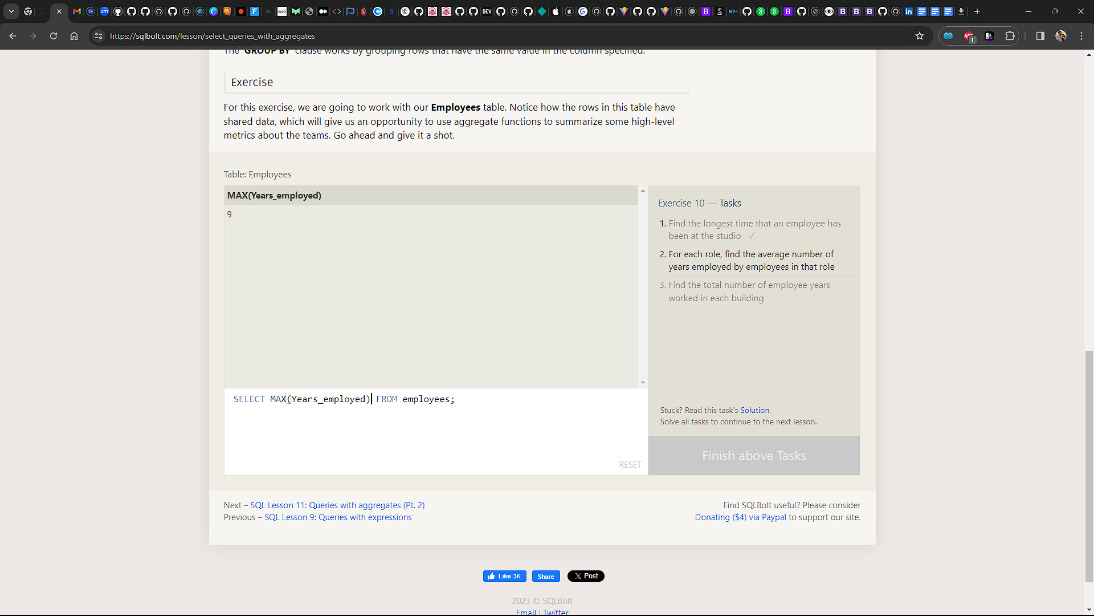 https://sqlbolt.com/lesson/select_queries_with_aggregates
The GROUP BY clause works by grouping rows that have the same value in the column specified.
Exercise
For this exercise, we are going to work with our Employees table. Notice how the rows in this table have
shared data, which will give us an opportunity to use aggregate functions to summarize some high-level
metrics about the teams. Go ahead and give it a shot.
Table: Employees
MAX(Years_employed)
9
SELECT MAX(Years_employed) FROM employees;
RESET
Exercise 10 — Tasks
1. Find the longest time that an employee has
been at the studio ✓
2. For each role, find the average number of
years employed by employees in that role
3. Find the total number of employee years
worked in each building
Stuck? Read this task's Solution.
Solve all tasks to continue to the next lesson.
Finish above Tasks
Next – SQL Lesson 11: Queries with aggregates (Pt. 2)
Previous – SQL Lesson 9: Queries with expressions
Find SQLBolt useful? Please consider
Donating ($4) via Paypal to support our site.
Like 3K
Share
X Post
2023 © SQLBolt
Email | Twitter